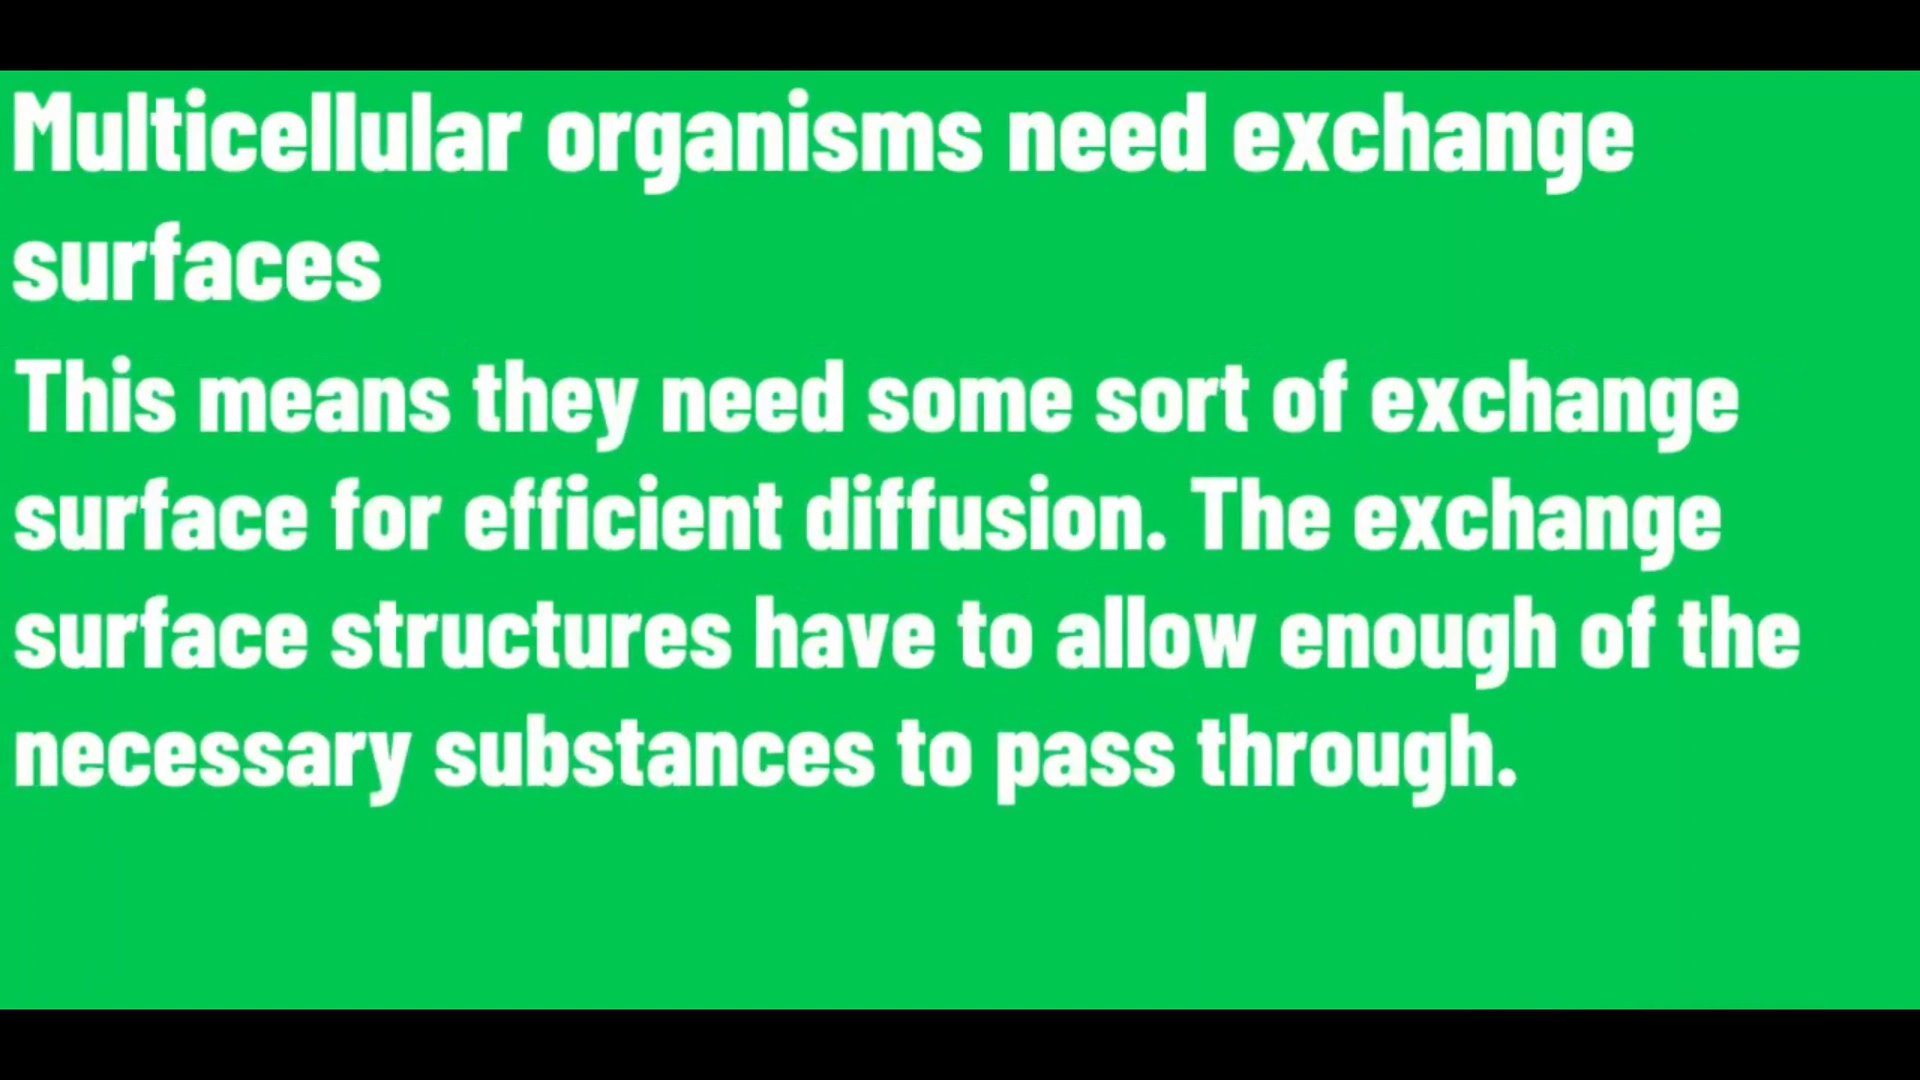 Multicellular organisms need exchange
surfaces
This means they need some sort of exchange
surface for efficient diffusion. The exchange
surface structures have to allow enough of the
necessary substances to pass through.